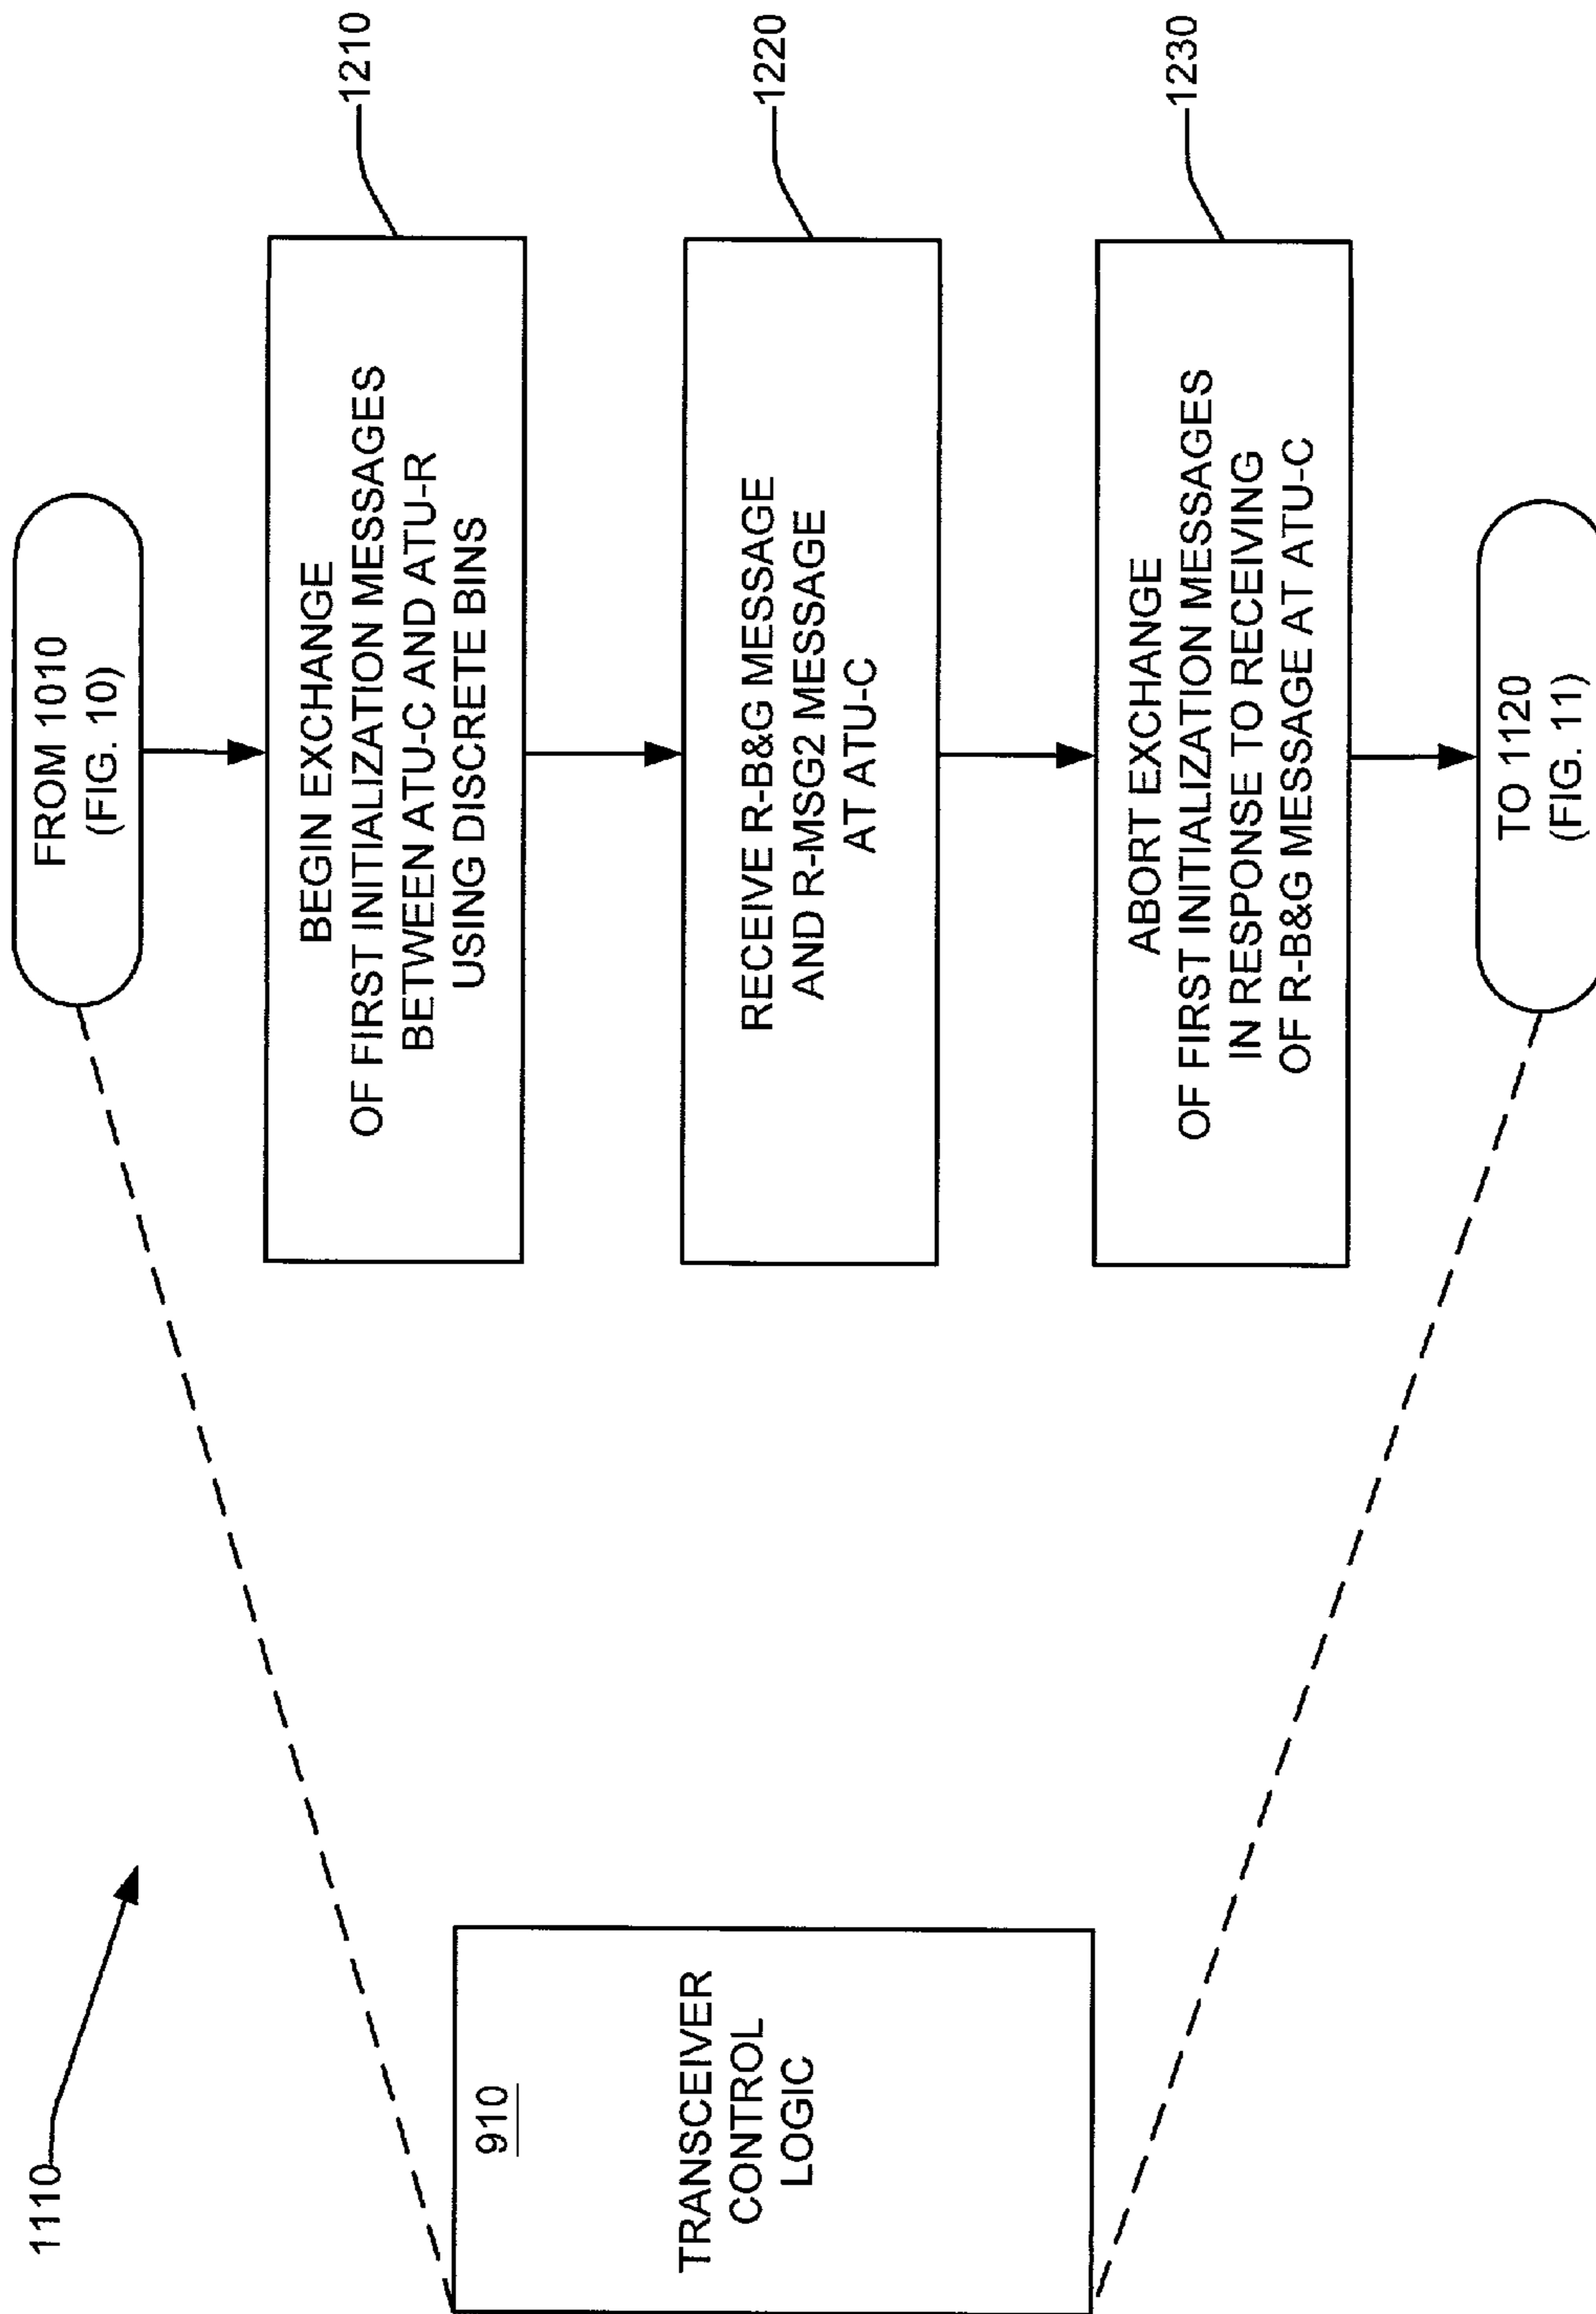 1110
910
TRANSCEIVER
CONTROL
LOGIC
FROM 1010
(FIG. 10)
BEGIN EXCHANGE
OF FIRST INITIALIZATION MESSAGES
BETWEEN ATU-C AND ATU-R
USING DISCRETE BINS
1210
RECEIVE R-B&G MESSAGE
AND R-MSG2 MESSAGE
AT ATU-C
1220
ABORT EXCHANGE
OF FIRST INITIALIZATION MESSAGES
IN RESPONSE TO RECEIVING
OF R-B&G MESSAGE AT ATU-C
1230
TO 1120
(FIG. 11)